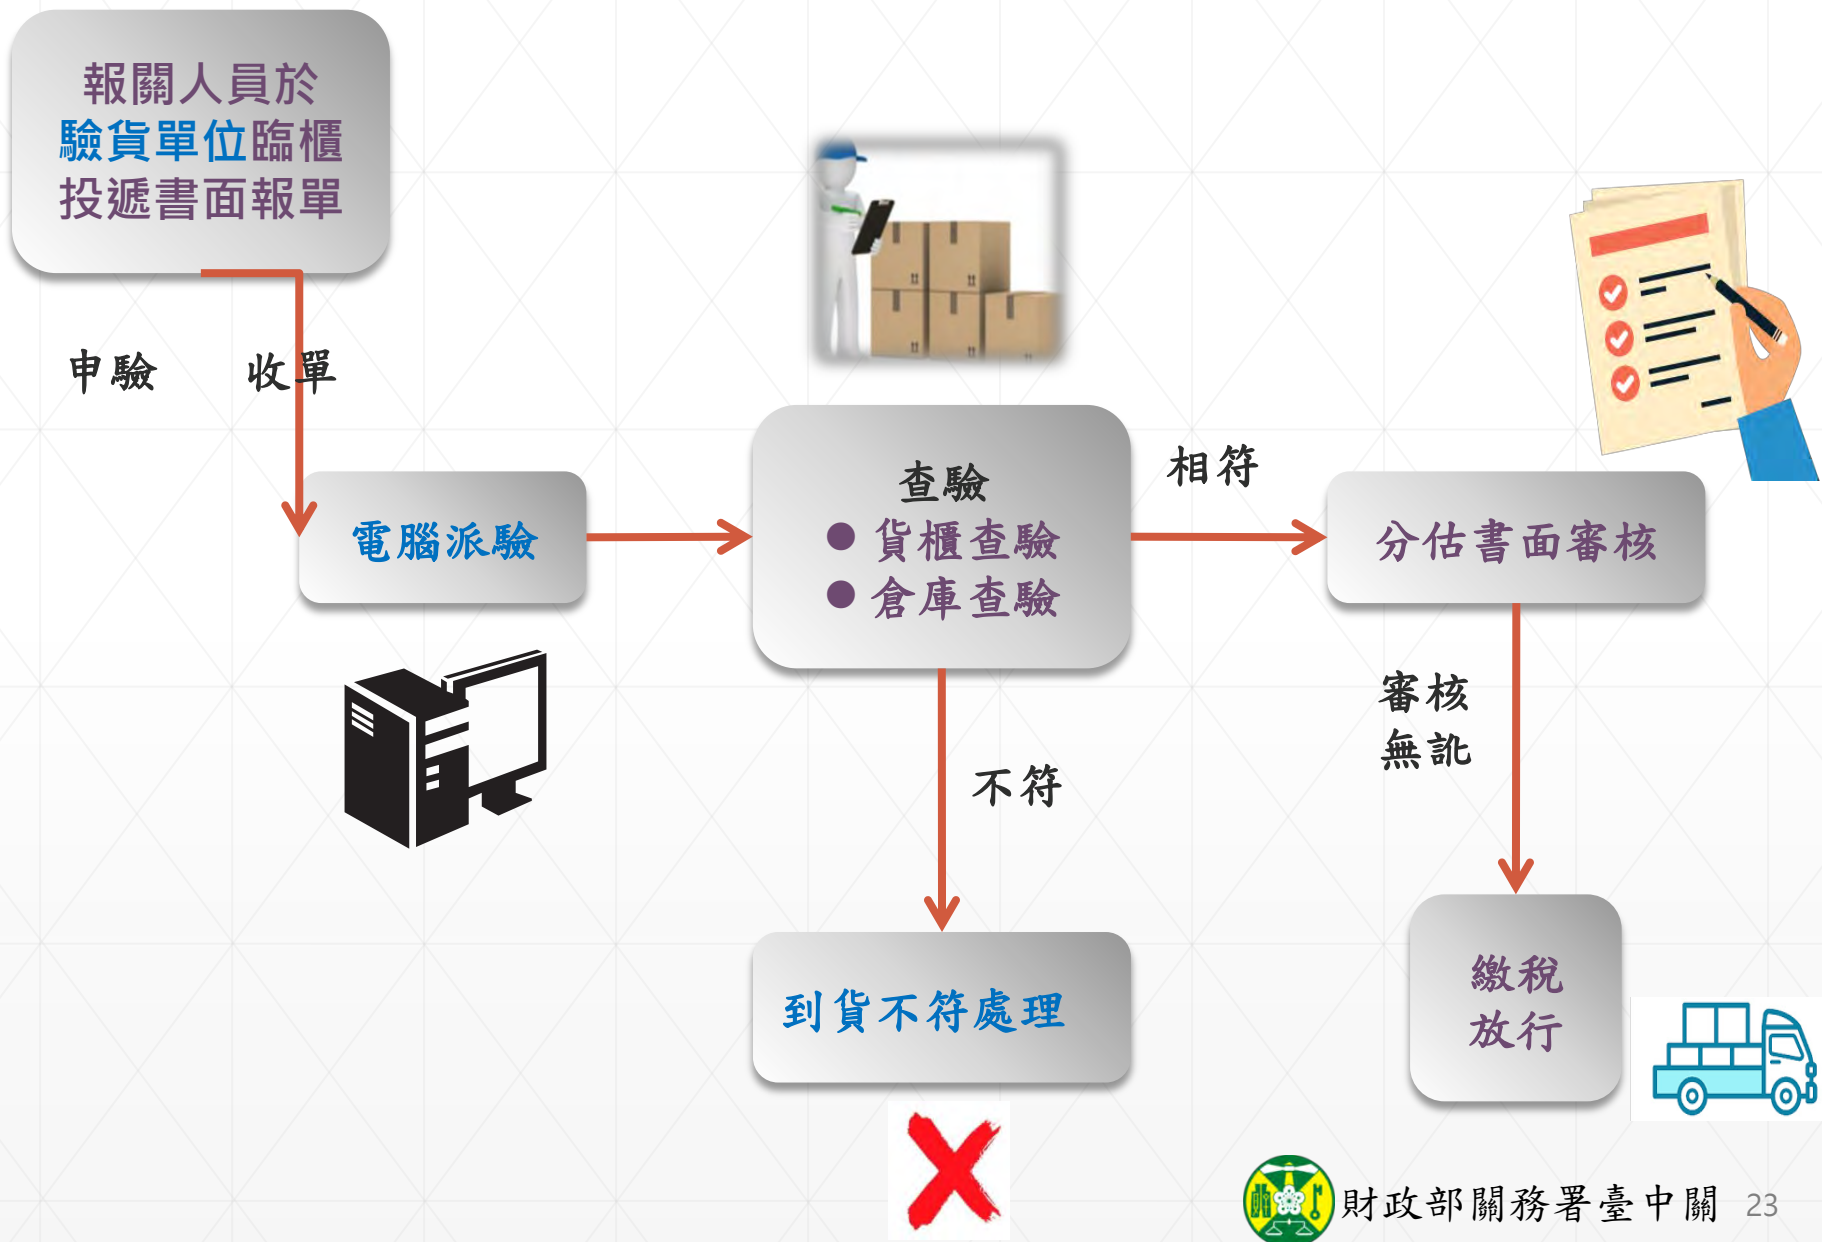 報關人員於
驗貨單位臨櫃
投遞書面報單
申驗
收單
電腦派驗
查驗
● 貨櫃查驗
● 倉庫查驗
相符
分估書面審核
不符
審核
無訛
到貨不符處理
繳稅
放行
財政部關務署臺中關
23